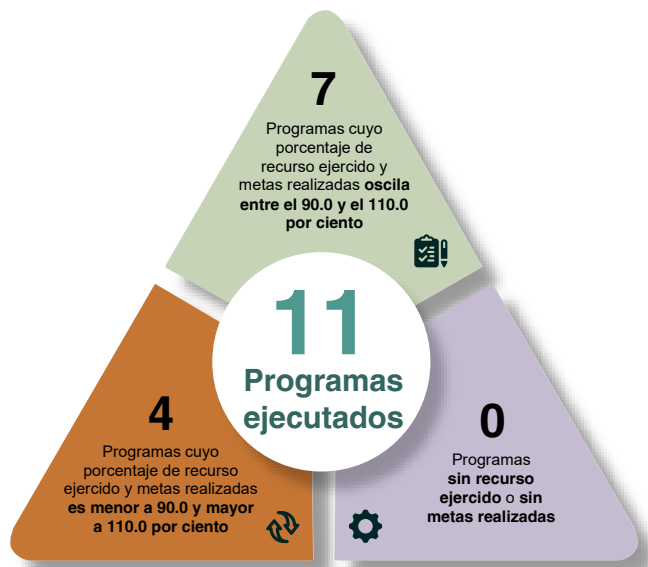 7
Programas cuyo
porcentaje de
recurso ejercido y
metas realizadas oscila
entre el 90.0 y el 110.0
por ciento
11
Programas
ejecutados
4
Programas cuyo
porcentaje de recurso
ejercido y metas realizadas
es menor a 90.0 y mayor
a 110.0 por ciento
0
Programas
sin recurso
ejercido o sin
metas realizadas